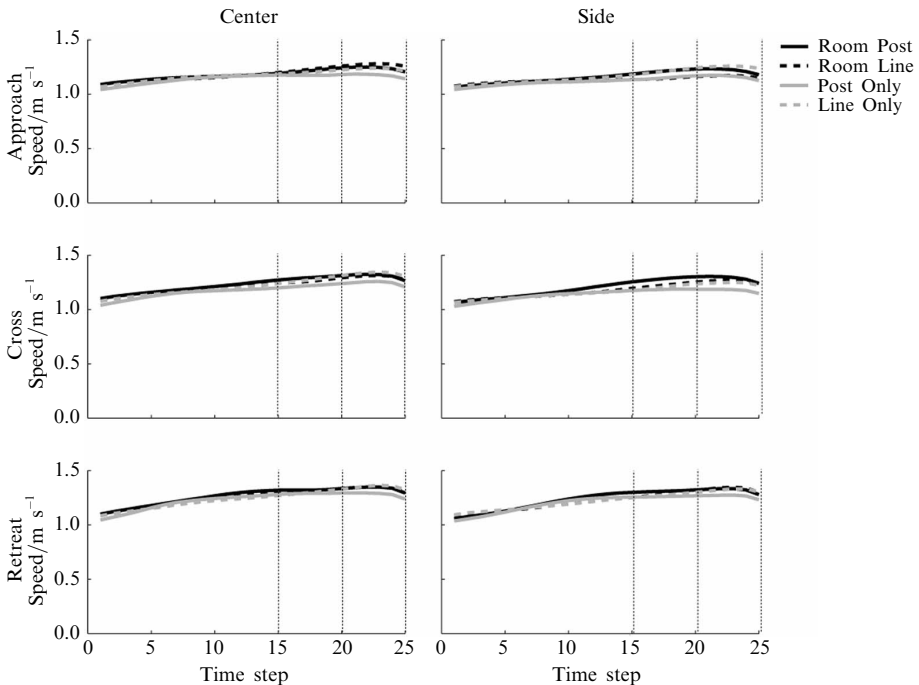 Center
Side
Room Post
Room Line
Post Only
Line Only
Approach
Speed/m s⁻¹
1.5
1.0
0.5
0.0
Cross
Speed/m s⁻¹
1.5
1.0
0.5
0.0
Retreat
Speed/m s⁻¹
1.5
1.0
0.5
0.0
0 5 10 15 20 25
0 5 10 15 20 25
Time step
Time step